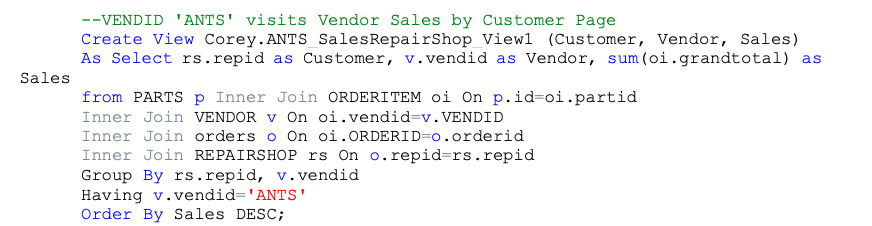 --VENDID 'ANTS' visits Vendor Sales by Customer Page
Create View Corey.ANTS_SalesRepairShop_View1 (Customer, Vendor, Sales)
As Select rs.repid as Customer, v.vendid as Vendor, sum(oi.grandtotal) as
Sales
from PARTS p Inner Join ORDERITEM oi On p.id=oi.partid
Inner Join VENDOR v On oi.vendid=v.VENDID
Inner Join orders o On oi.ORDERID=o.orderid
Inner Join REPAIRSHOP rs On o.repid=rs.repid
Group By rs.repid, v.vendid
Having v.vendid='ANTS'
Order By Sales DESC;